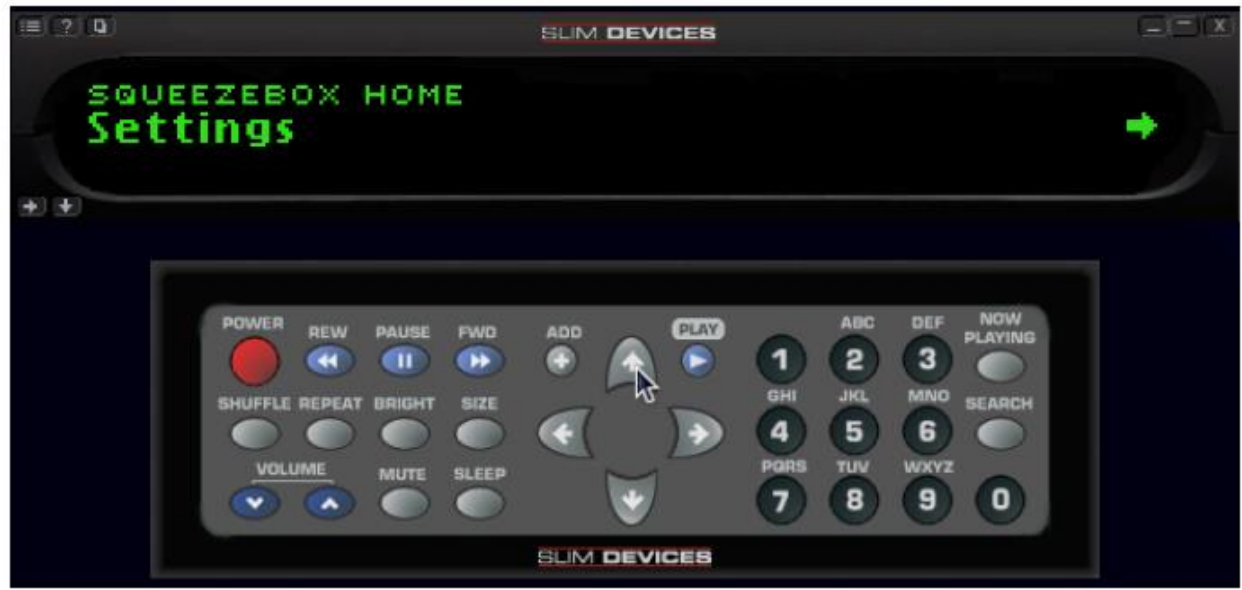 ?
SLIM DEVICES
X
SQUEEZEBOX HOME
Settings
POWER REW PAUSE FWD ADD PLAY ABC DEF NOW PLAYING
1 2 3
SHUFFLE REPEAT BRIGHT SIZE GHI JKL MNO SEARCH
4 5 6
VOLUME MUTE SLEEP PQRS TUV WXYZ
7 8 9 0
SLIM DEVICES